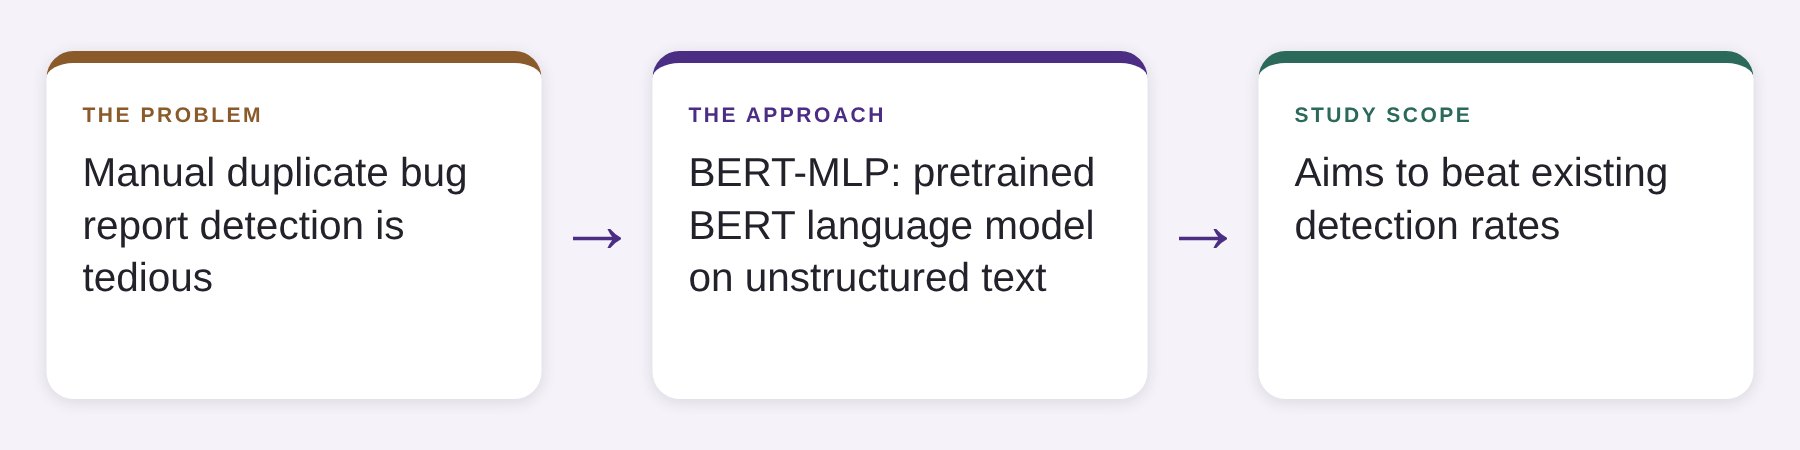 THE PROBLEM
Manual duplicate bug
report detection is
tedious
→
THE APPROACH
BERT-MLP: pretrained
BERT language model
on unstructured text
→
STUDY SCOPE
Aims to beat existing
detection rates